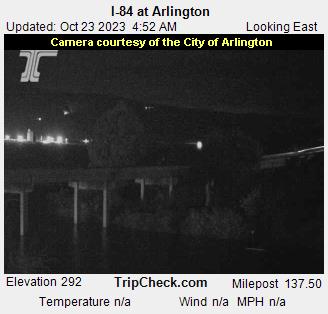 I-84 at Arlington
Updated: Oct 23 2023 4:52 AM Looking East
Camera courtesy of the City of Arlington
Elevation 292 TripCheck.com Milepost 137.50
Temperature n/a Wind n/a MPH n/a